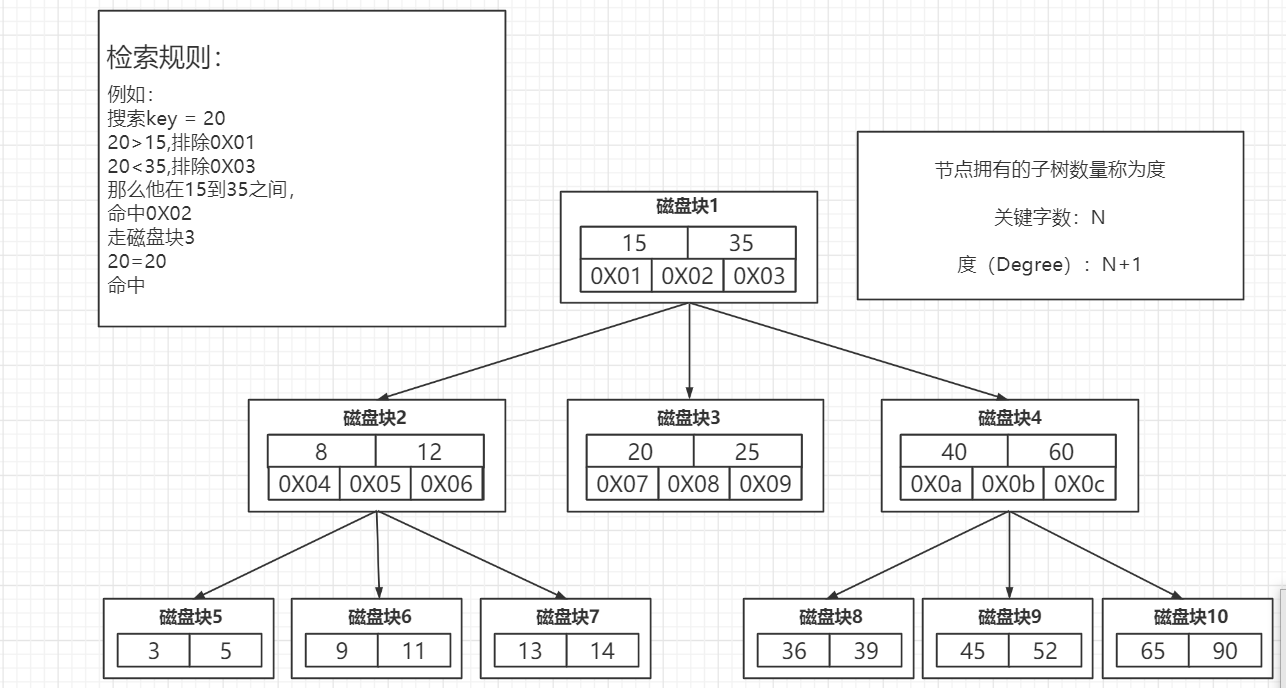 检索规则：
例如：
搜索key = 20
20>15,排除0X01
20<35,排除0X03
那么他在15到35之间，
命中0X02
走磁盘块3
20=20
命中
节点拥有的子树数量称为度
关键字数：N
度（Degree）：N+1
磁盘块1
15 35
0X01 0X02 0X03
磁盘块2
8 12
0X04 0X05 0X06
磁盘块3
20 25
0X07 0X08 0X09
磁盘块4
40 60
0X0a 0X0b 0X0c
磁盘块5
3 5
磁盘块6
9 11
磁盘块7
13 14
磁盘块8
36 39
磁盘块9
45 52
磁盘块10
65 90